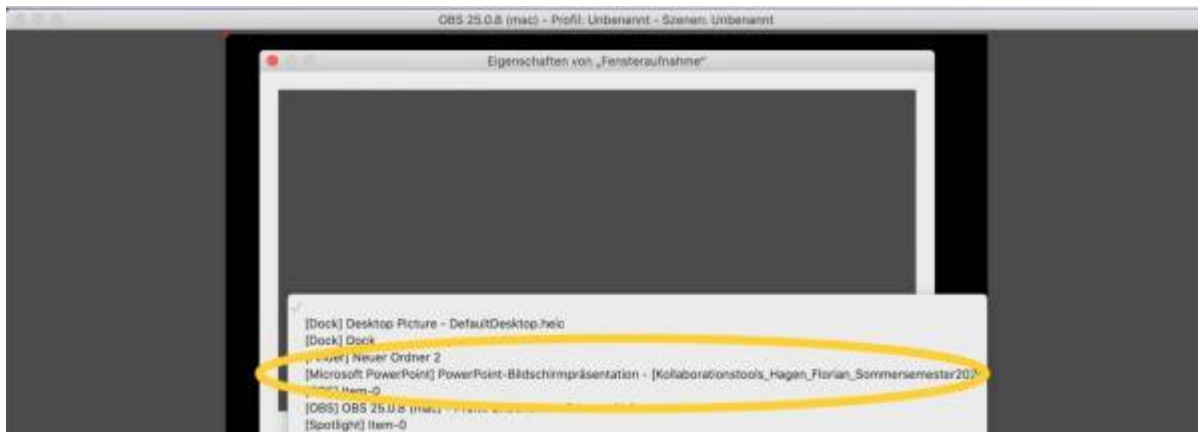 OBS 25.0.8 (mac) - Profil: Unbenannt - Szenen: Unbenannt
Eigenschaften von „Fensteraufnahme“
[Dock] Desktop Picture - DefaultDesktop.heic
[Dock] Dock
Neuer Ordner 2
[Microsoft PowerPoint] PowerPoint-Bildschirmpräsentation - [Kollaborationstools_Hagen_Florian_Sommersemester202
Item-0
[OBS] OBS 25.0.8 (mac)
[Spotlight] Item-0